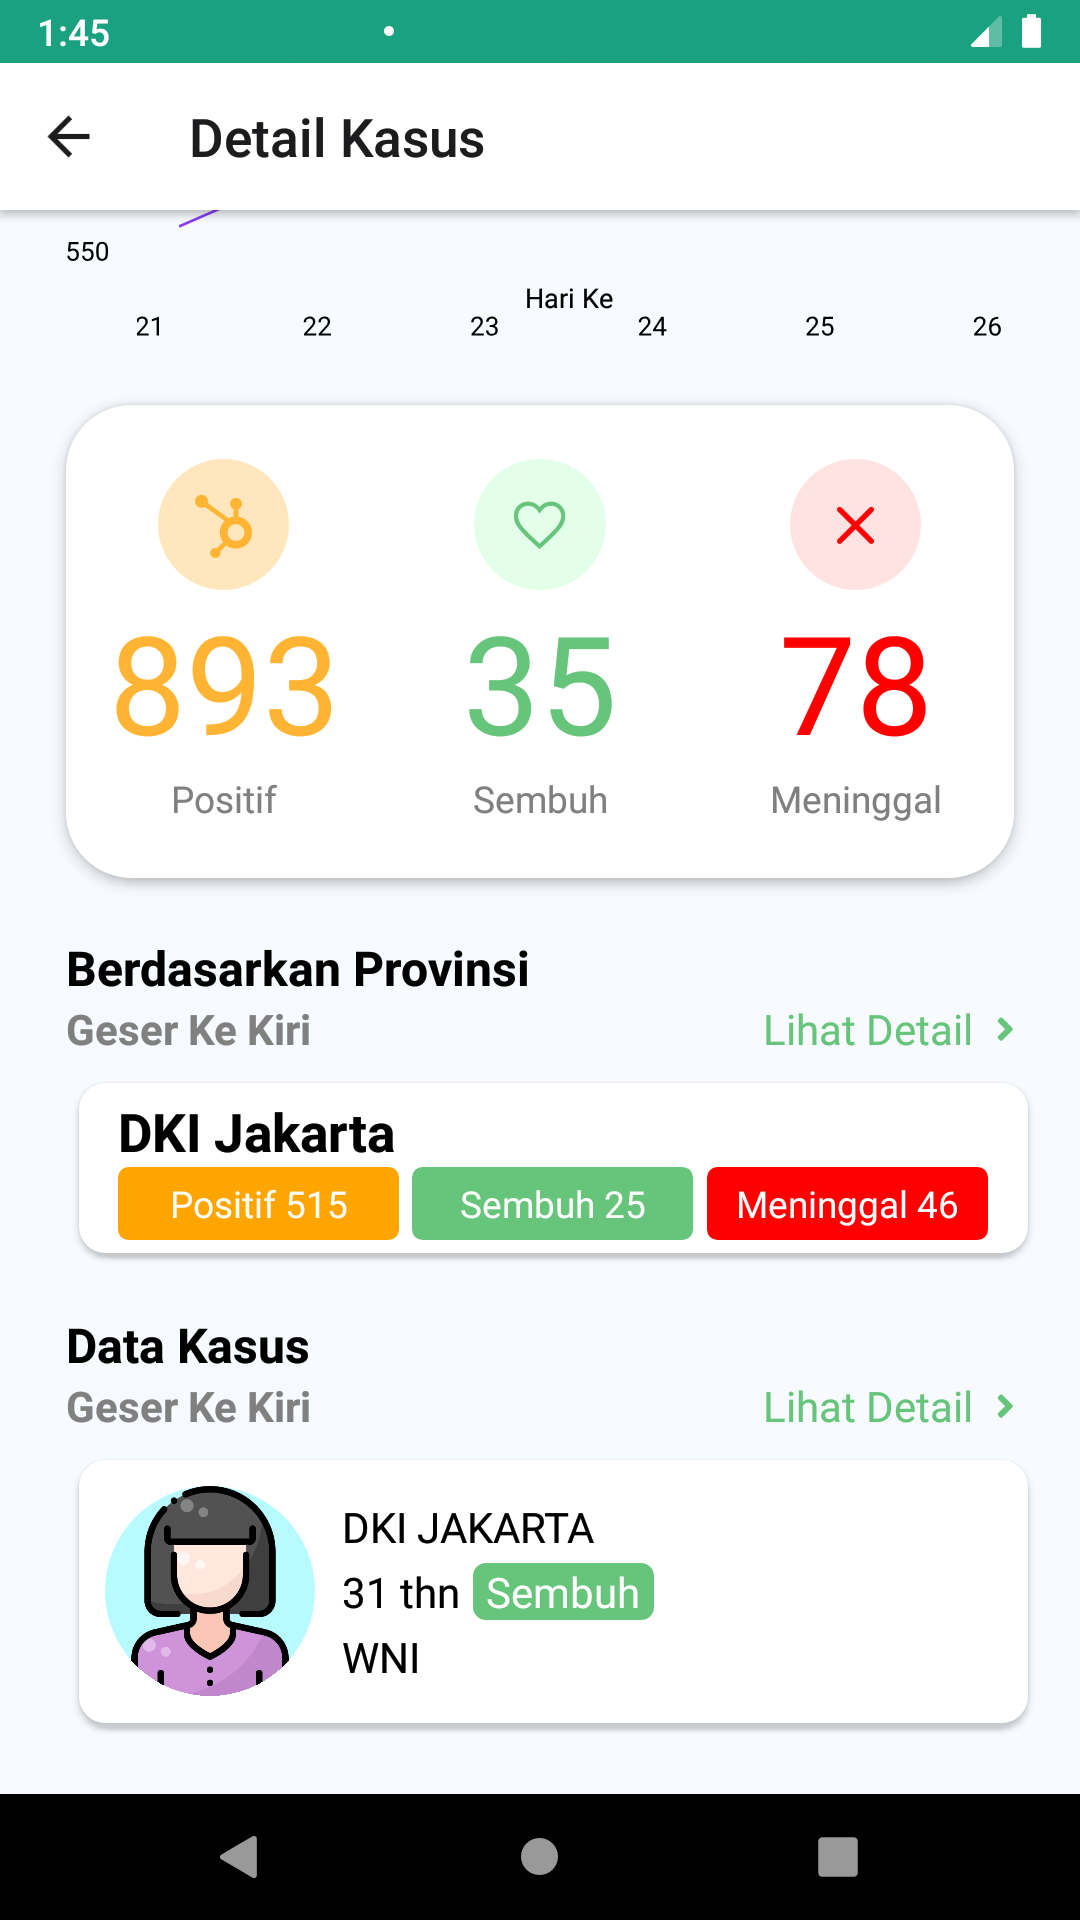 1:45
Detail Kasus
550
Hari Ke
21 22 23 24 25 26
893 35 78
Positif Sembuh Meninggal
Berdasarkan Provinsi
Geser Ke Kiri Lihat Detail
DKI Jakarta
Positif 515 Sembuh 25 Meninggal 46
Data Kasus
Geser Ke Kiri Lihat Detail
DKI JAKARTA
31 thn Sembuh
WNI